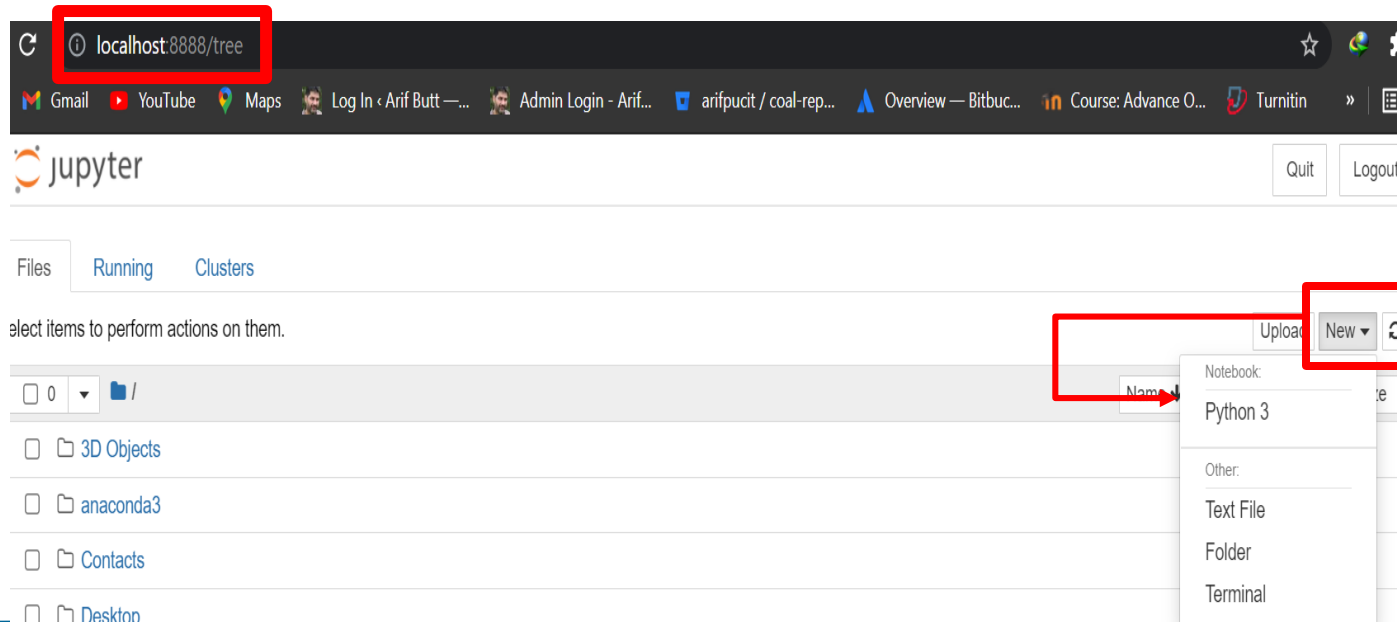 localhost:8888/tree
Gmail YouTube Maps Log In ‹ Arif Butt —... Admin Login - Arif... arifpucit / coal-rep... Overview — Bitbuc... Course: Advance O... Turnitin »
jupyter Quit Logout
Files Running Clusters
elect items to perform actions on them. Upload New
0 / Name
Notebook:
Python 3
3D Objects
Other:
anaconda3
Text File
Contacts
Folder
Terminal
Desktop